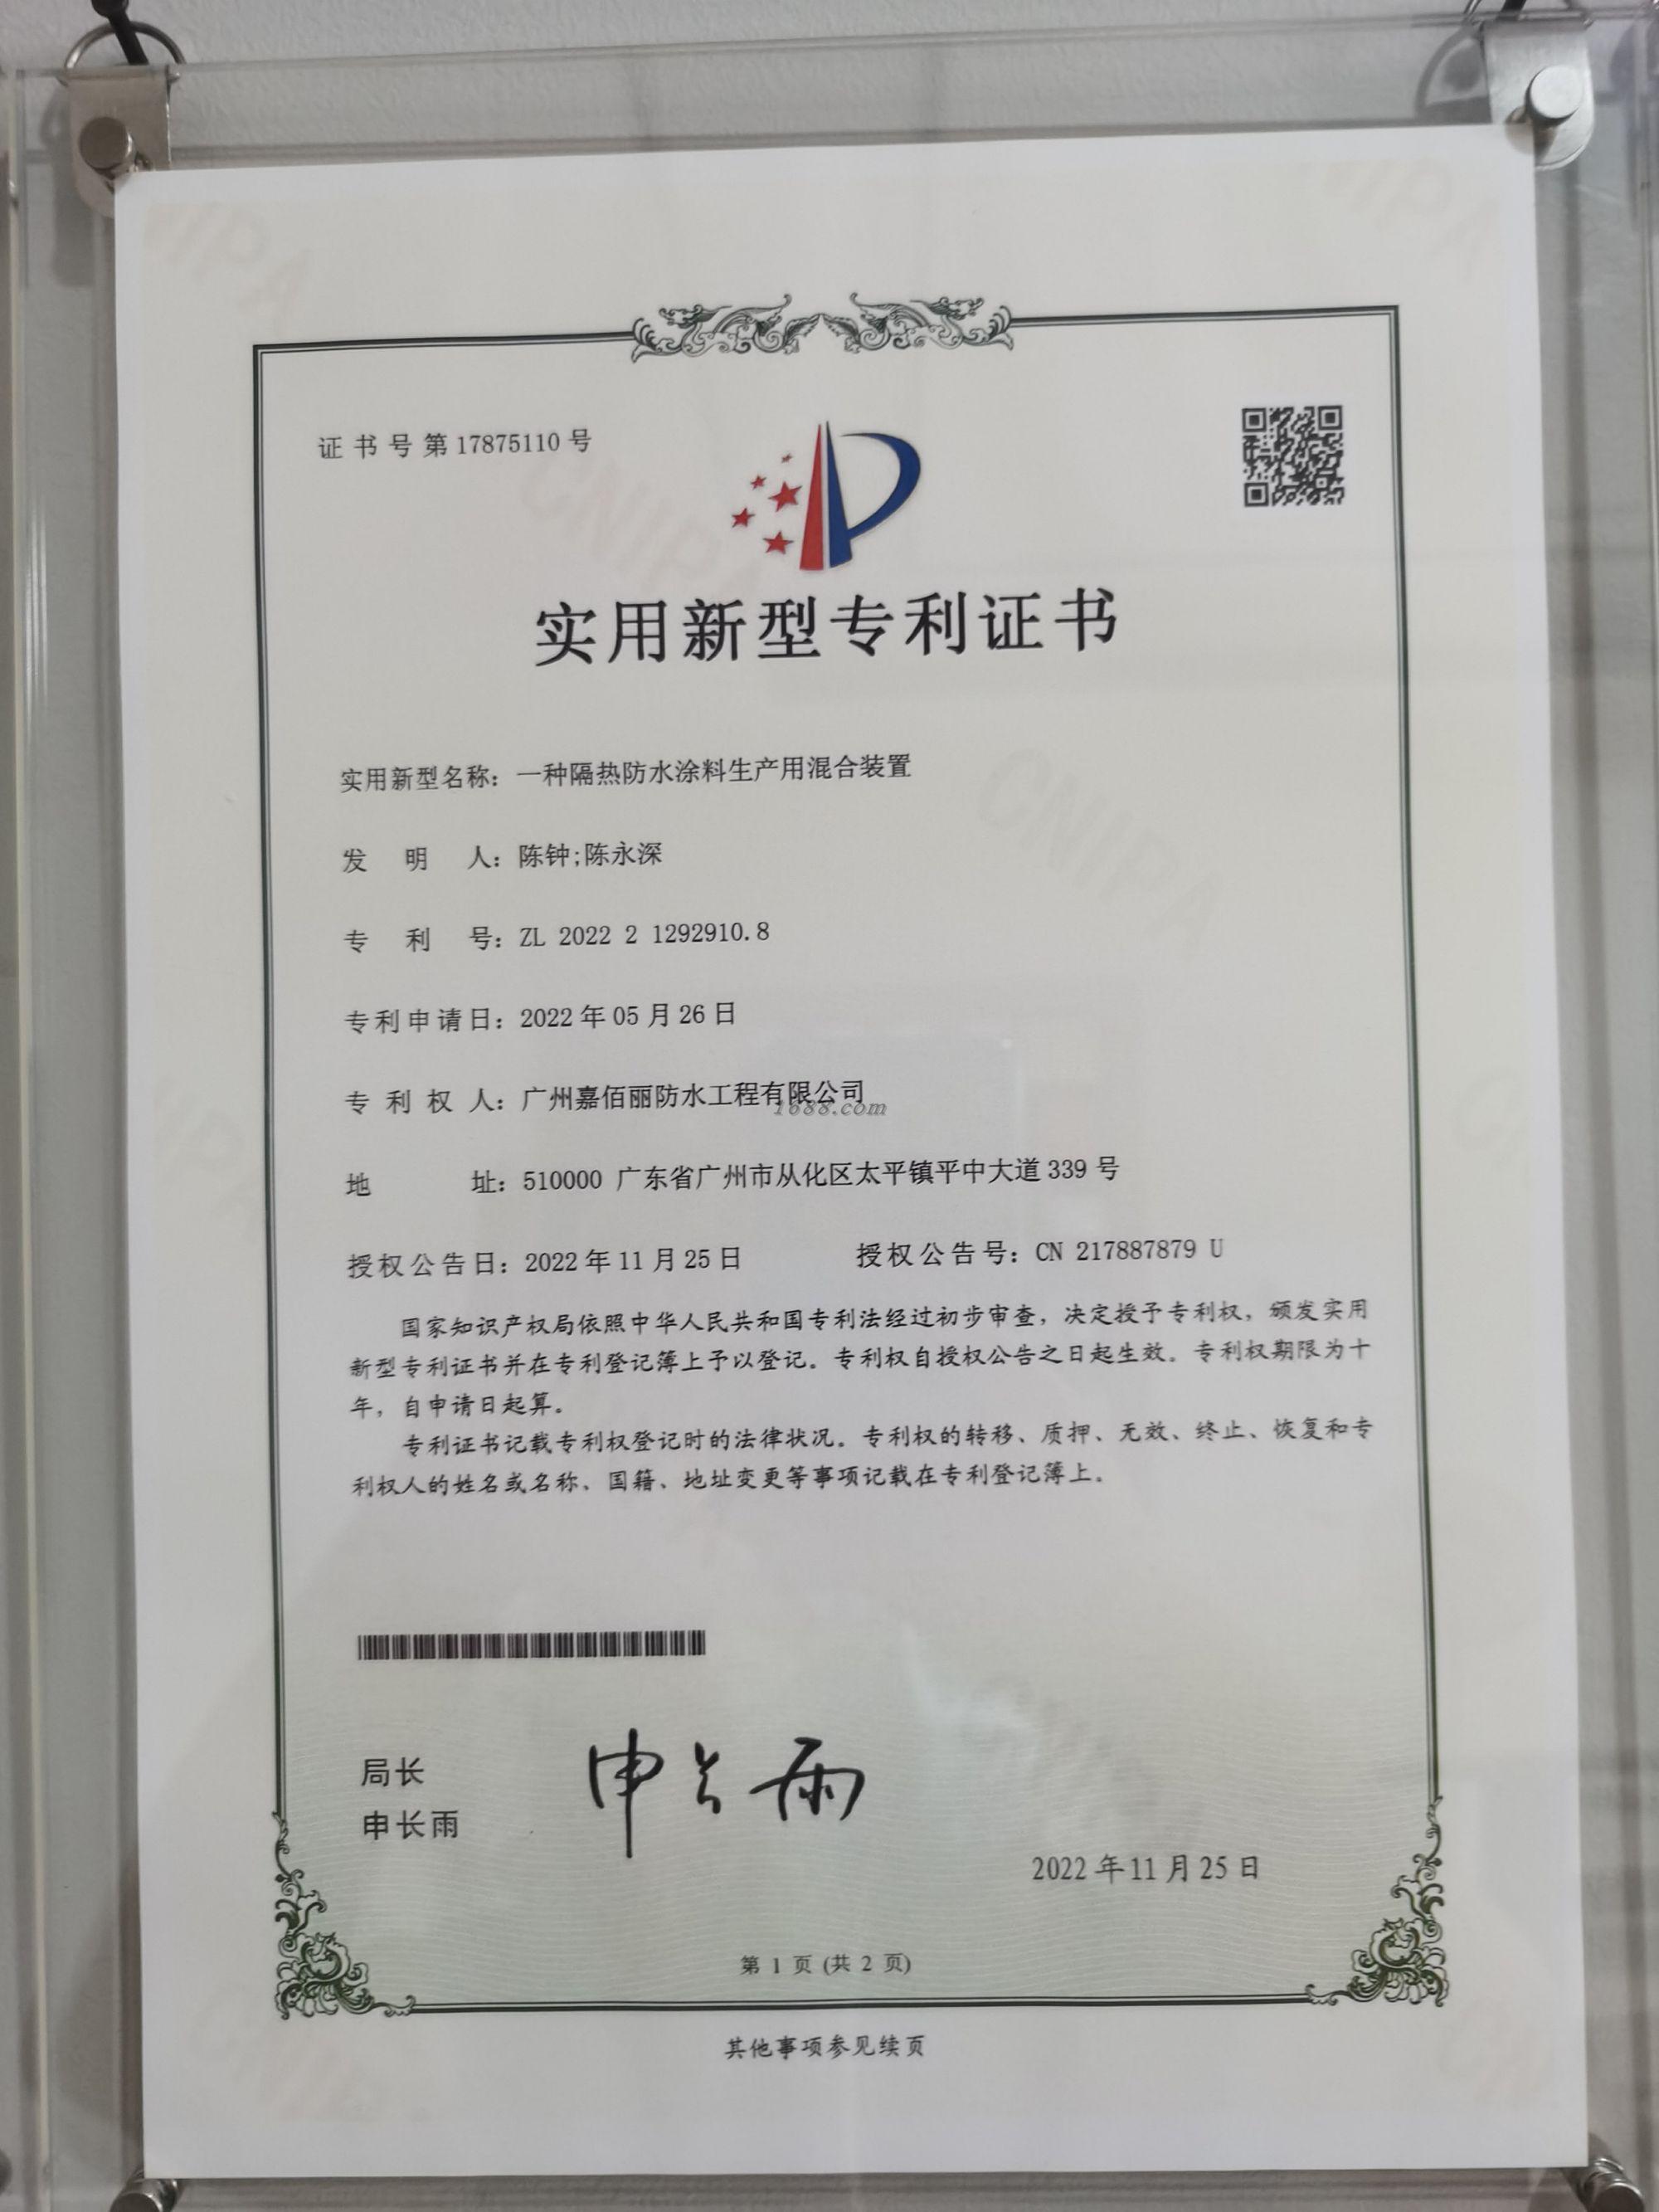 证书号第17875110号
实用新型专利证书
实用新型名称：一种隔热防水涂料生产用混合装置
发明人：陈钟;陈永深
专利号：ZL 2022 2 1292910.8
专利申请日：2022年05月26日
专利权人：广州嘉佰丽防水工程有限公司
1688.com
地址：510000 广东省广州市从化区太平镇平中大道339号
授权公告日：2022年11月25日 授权公告号：CN 217887879 U
国家知识产权局依照中华人民共和国专利法经过初步审查，决定授予专利权，颁发实用
新型专利证书并在专利登记簿上予以登记。专利权自授权公告之日起生效。专利权期限为十
年，自申请日起算。
专利证书记载专利权登记时的法律状况。专利权的转移、质押、无效、终止、恢复和专
利权人的姓名或名称、国籍、地址变更等事项记载在专利登记簿上。
局长
申长雨
申长雨
2022年11月25日
第 1 页 (共 2 页)
其他事项参见续页
CNIPA
CNIPA